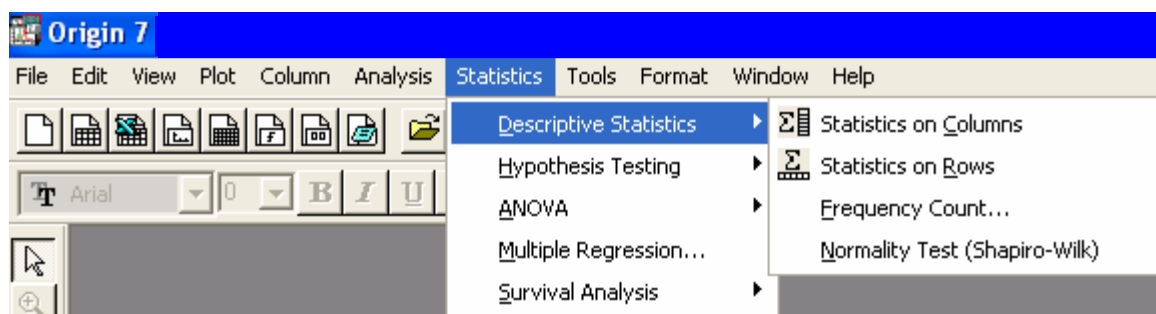 Origin 7
File Edit View Plot Column Analysis Statistics Tools Format Window Help
Descriptive Statistics
Statistics on Columns
Hypothesis Testing
Statistics on Rows
Arial 0 B I U
ANOVA
Frequency Count...
Multiple Regression...
Normality Test (Shapiro-Wilk)
Survival Analysis